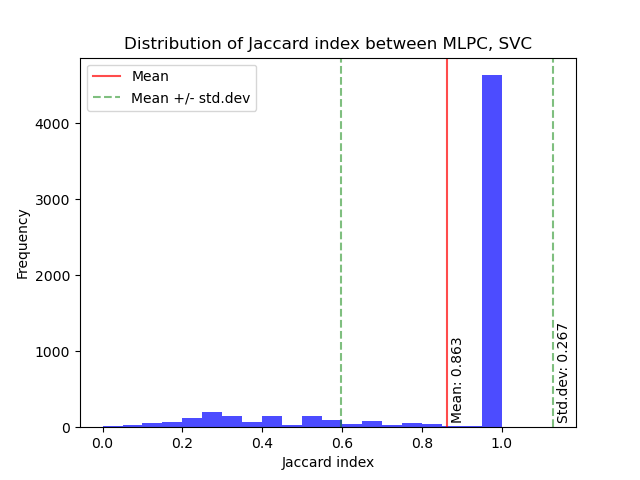 Distribution of Jaccard index between MLPC, SVC
Mean
Mean +/- std.dev
Frequency
4000
3000
2000
1000
0
Mean: 0.863
Std.dev: 0.267
0.0 0.2 0.4 0.6 0.8 1.0
Jaccard index